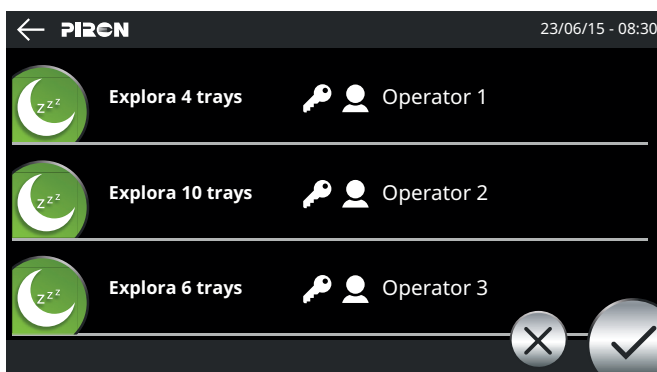 PIRON 23/06/15 - 08:30
zzz Explora 4 trays Operator 1
zzz Explora 10 trays Operator 2
zzz Explora 6 trays Operator 3